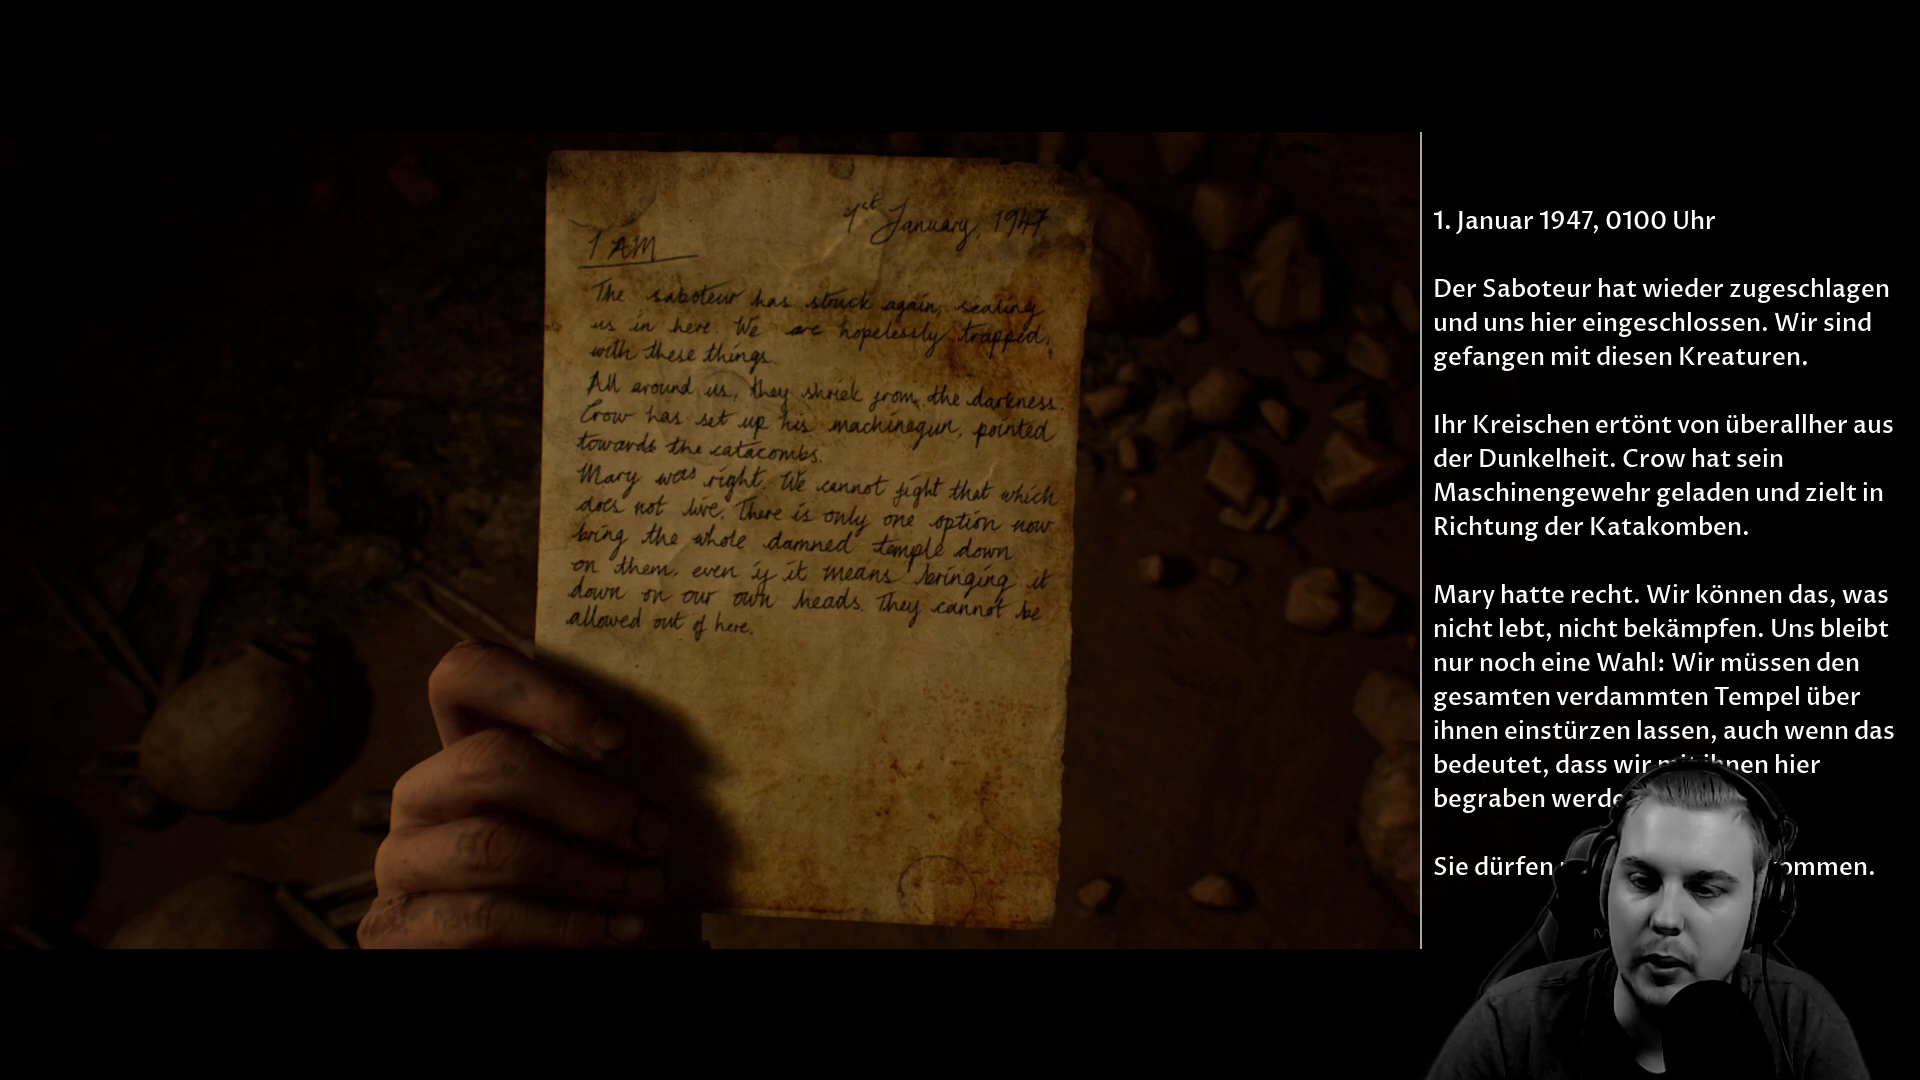 1st January, 1947
1 AM
The saboteur has struck again, sealing
us in here. We are hopelessly trapped,
with these things.
All around us, they shriek from the darkness.
Crow has set up his machinegun, pointed
towards the catacombs.
Mary was right. We cannot fight that which
does not live. There is only one option now
bring the whole damned temple down
on them, even if it means bringing it
down on our own heads. They cannot be
allowed out of here.
1. Januar 1947, 0100 Uhr
Der Saboteur hat wieder zugeschlagen
und uns hier eingeschlossen. Wir sind
gefangen mit diesen Kreaturen.
Ihr Kreischen ertönt von überallher aus
der Dunkelheit. Crow hat sein
Maschinengewehr geladen und zielt in
Richtung der Katakomben.
Mary hatte recht. Wir können das, was
nicht lebt, nicht bekämpfen. Uns bleibt
nur noch eine Wahl: Wir müssen den
gesamten verdammten Tempel über
ihnen einstürzen lassen, auch wenn das
bedeutet, dass wir mit ihnen hier
begraben
Sie dürfen